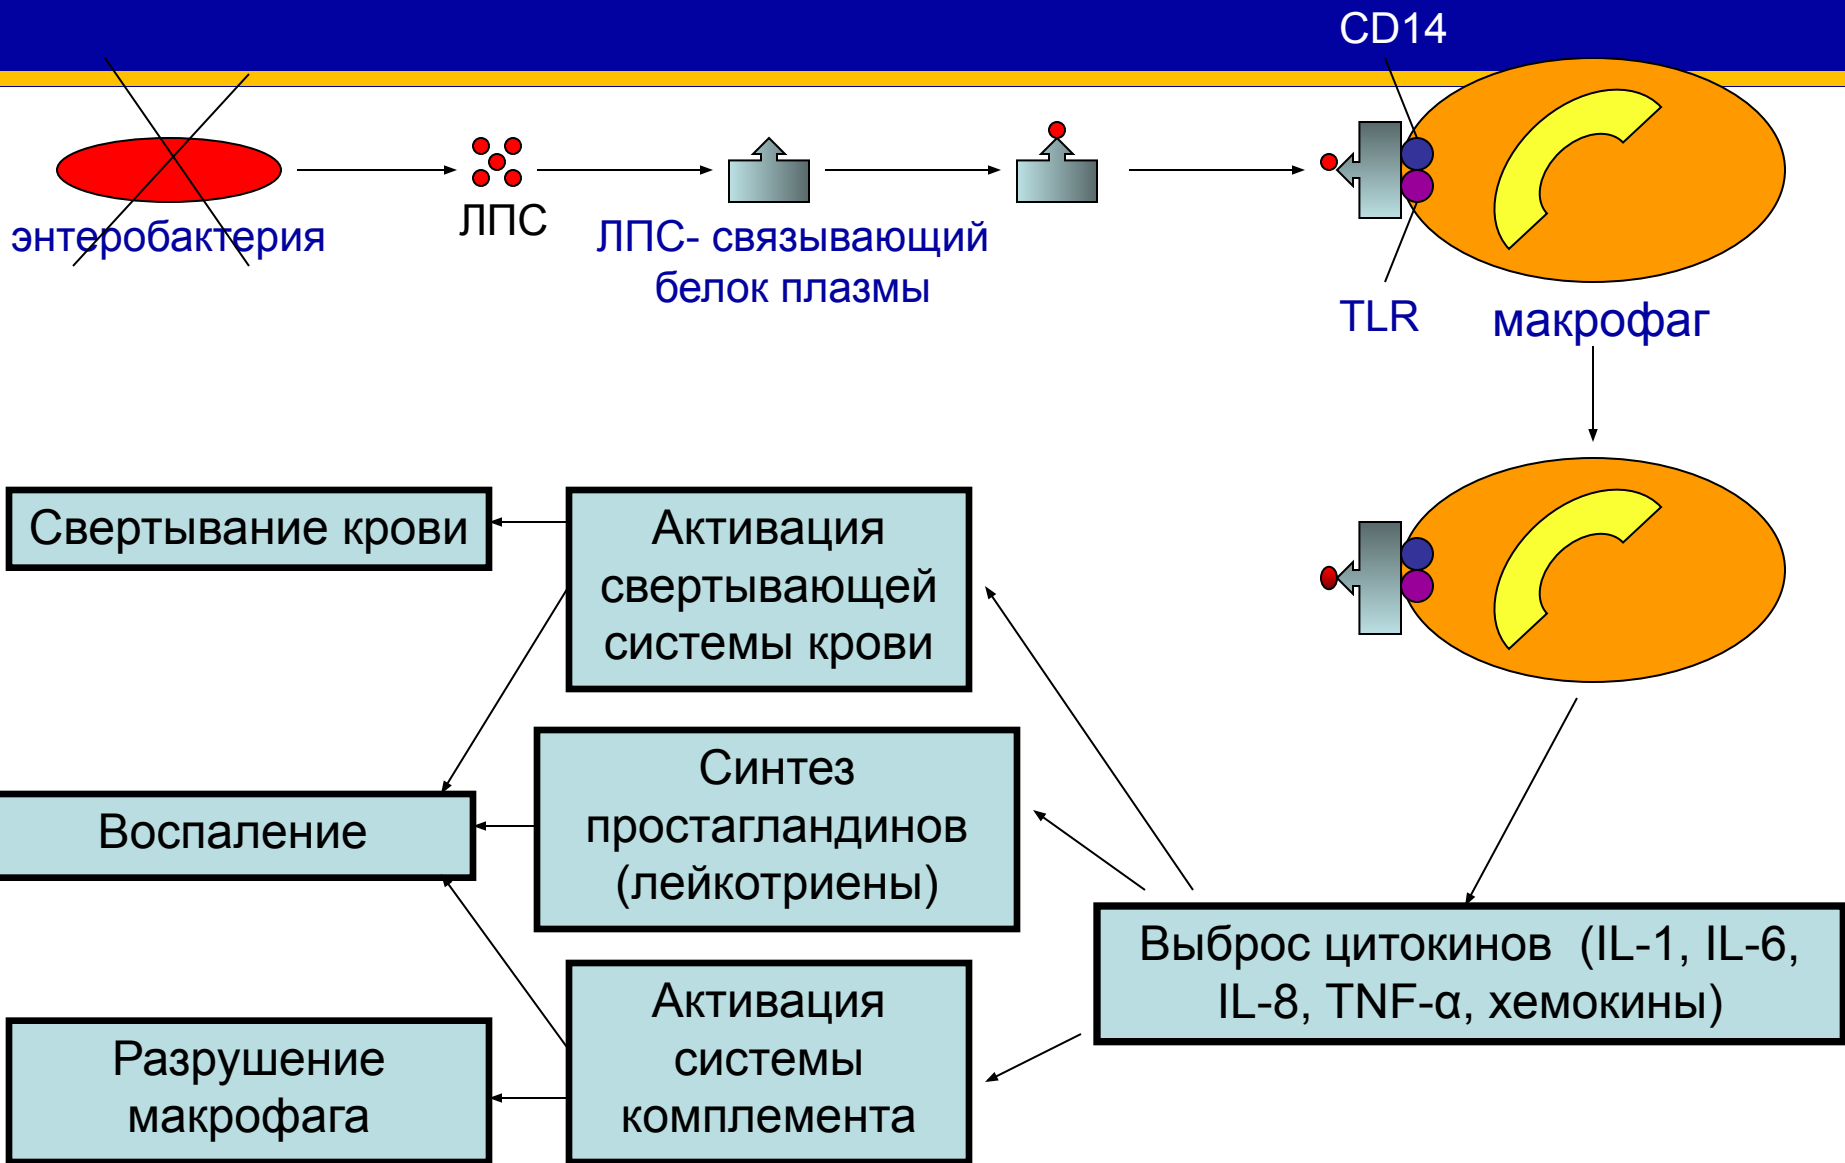 CD14
энтеробактерия
ЛПС
ЛПС- связывающий
белок плазмы
TLR
макрофаг
Свертывание крови
Активация
свертывающей
системы крови
Синтез
простагландинов
(лейкотриены)
Воспаление
Выброс цитокинов (IL-1, IL-6,
IL-8, TNF-α, хемокины)
Активация
системы
комплемента
Разрушение
макрофага